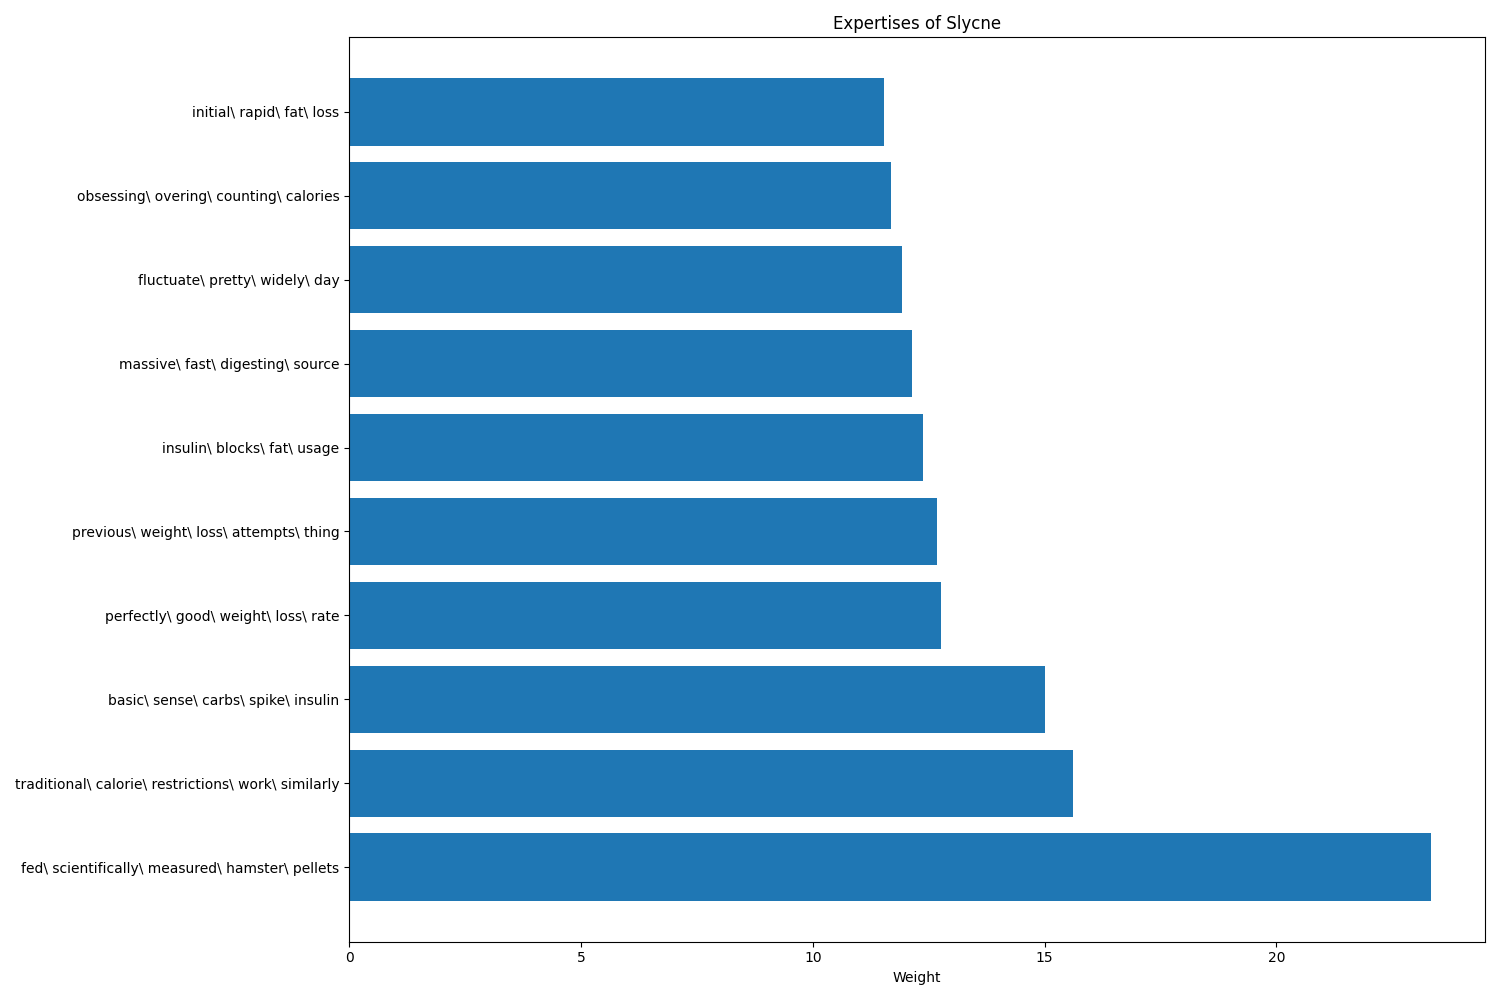 Expertises of Slycne
initial\ rapid\ fat\ loss
obsessing\ overing\ counting\ calories
fluctuate\ pretty\ widely\ day
massive\ fast\ digesting\ source
insulin\ blocks\ fat\ usage
previous\ weight\ loss\ attempts\ thing
perfectly\ good\ weight\ loss\ rate
basic\ sense\ carbs\ spike\ insulin
traditional\ calorie\ restrictions\ work\ similarly
fed\ scientifically\ measured\ hamster\ pellets
0 5 10 15 20
Weight